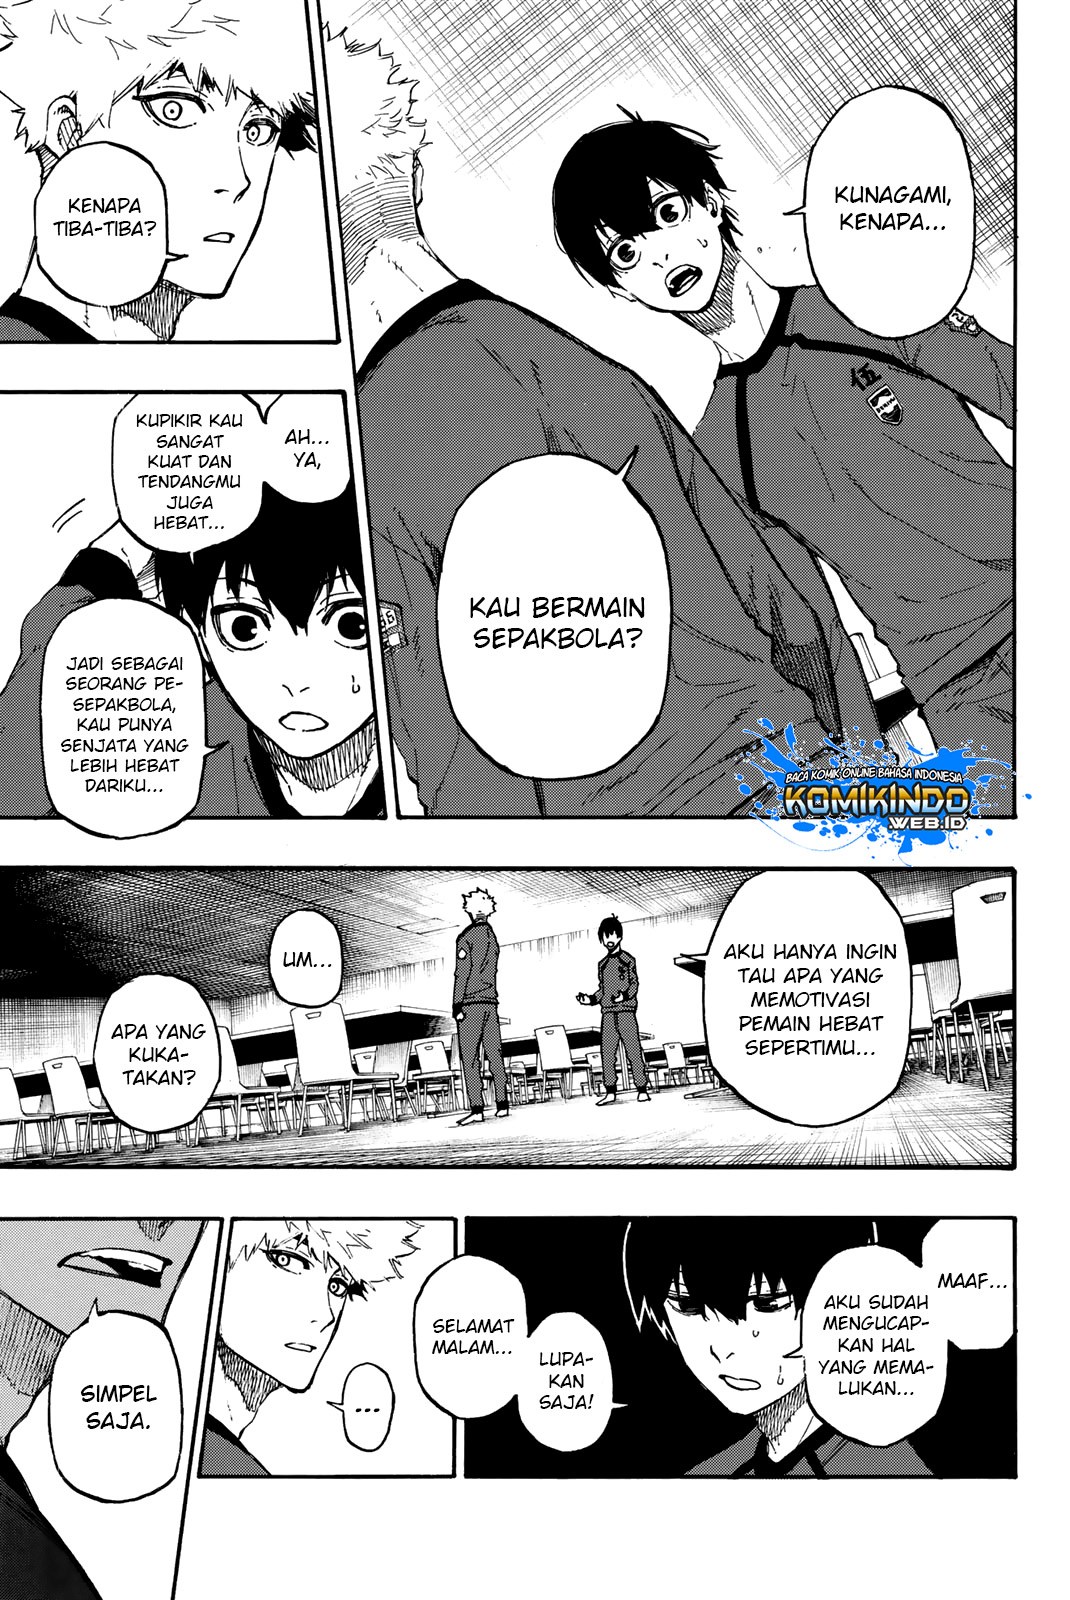 KUNAGAMI,
KENAPA...
KAU BERMAIN
SEPAKBOLA?
KENAPA
TIBA-TIBA?
AH...
YA,
KUPIKIR KAU
SANGAT
KUAT DAN
TENDANGMU
JUGA
HEBAT...
JADI SEBAGAI
SEORANG PE-
SEPAKBOLA,
KAU PUNYA
SENJATA YANG
LEBIH HEBAT
DARIKU...
伍
BACA KOMIK ONLINE BAHASA INDONESIA
KOMIKINDO
.WEB.ID
AKU HANYA INGIN
TAU APA YANG
MEMOTIVASI
PEMAIN HEBAT
SEPERTIMU...
UM...
APA YANG
KUKA-
TAKAN?
MAAF...
AKU SUDAH
MENGUCAP-
KAN HAL
YANG MEMA-
LUKAN...
LUPA-
KAN
SAJA!
SELAMAT
MALAM...
...
SIMPEL
SAJA.